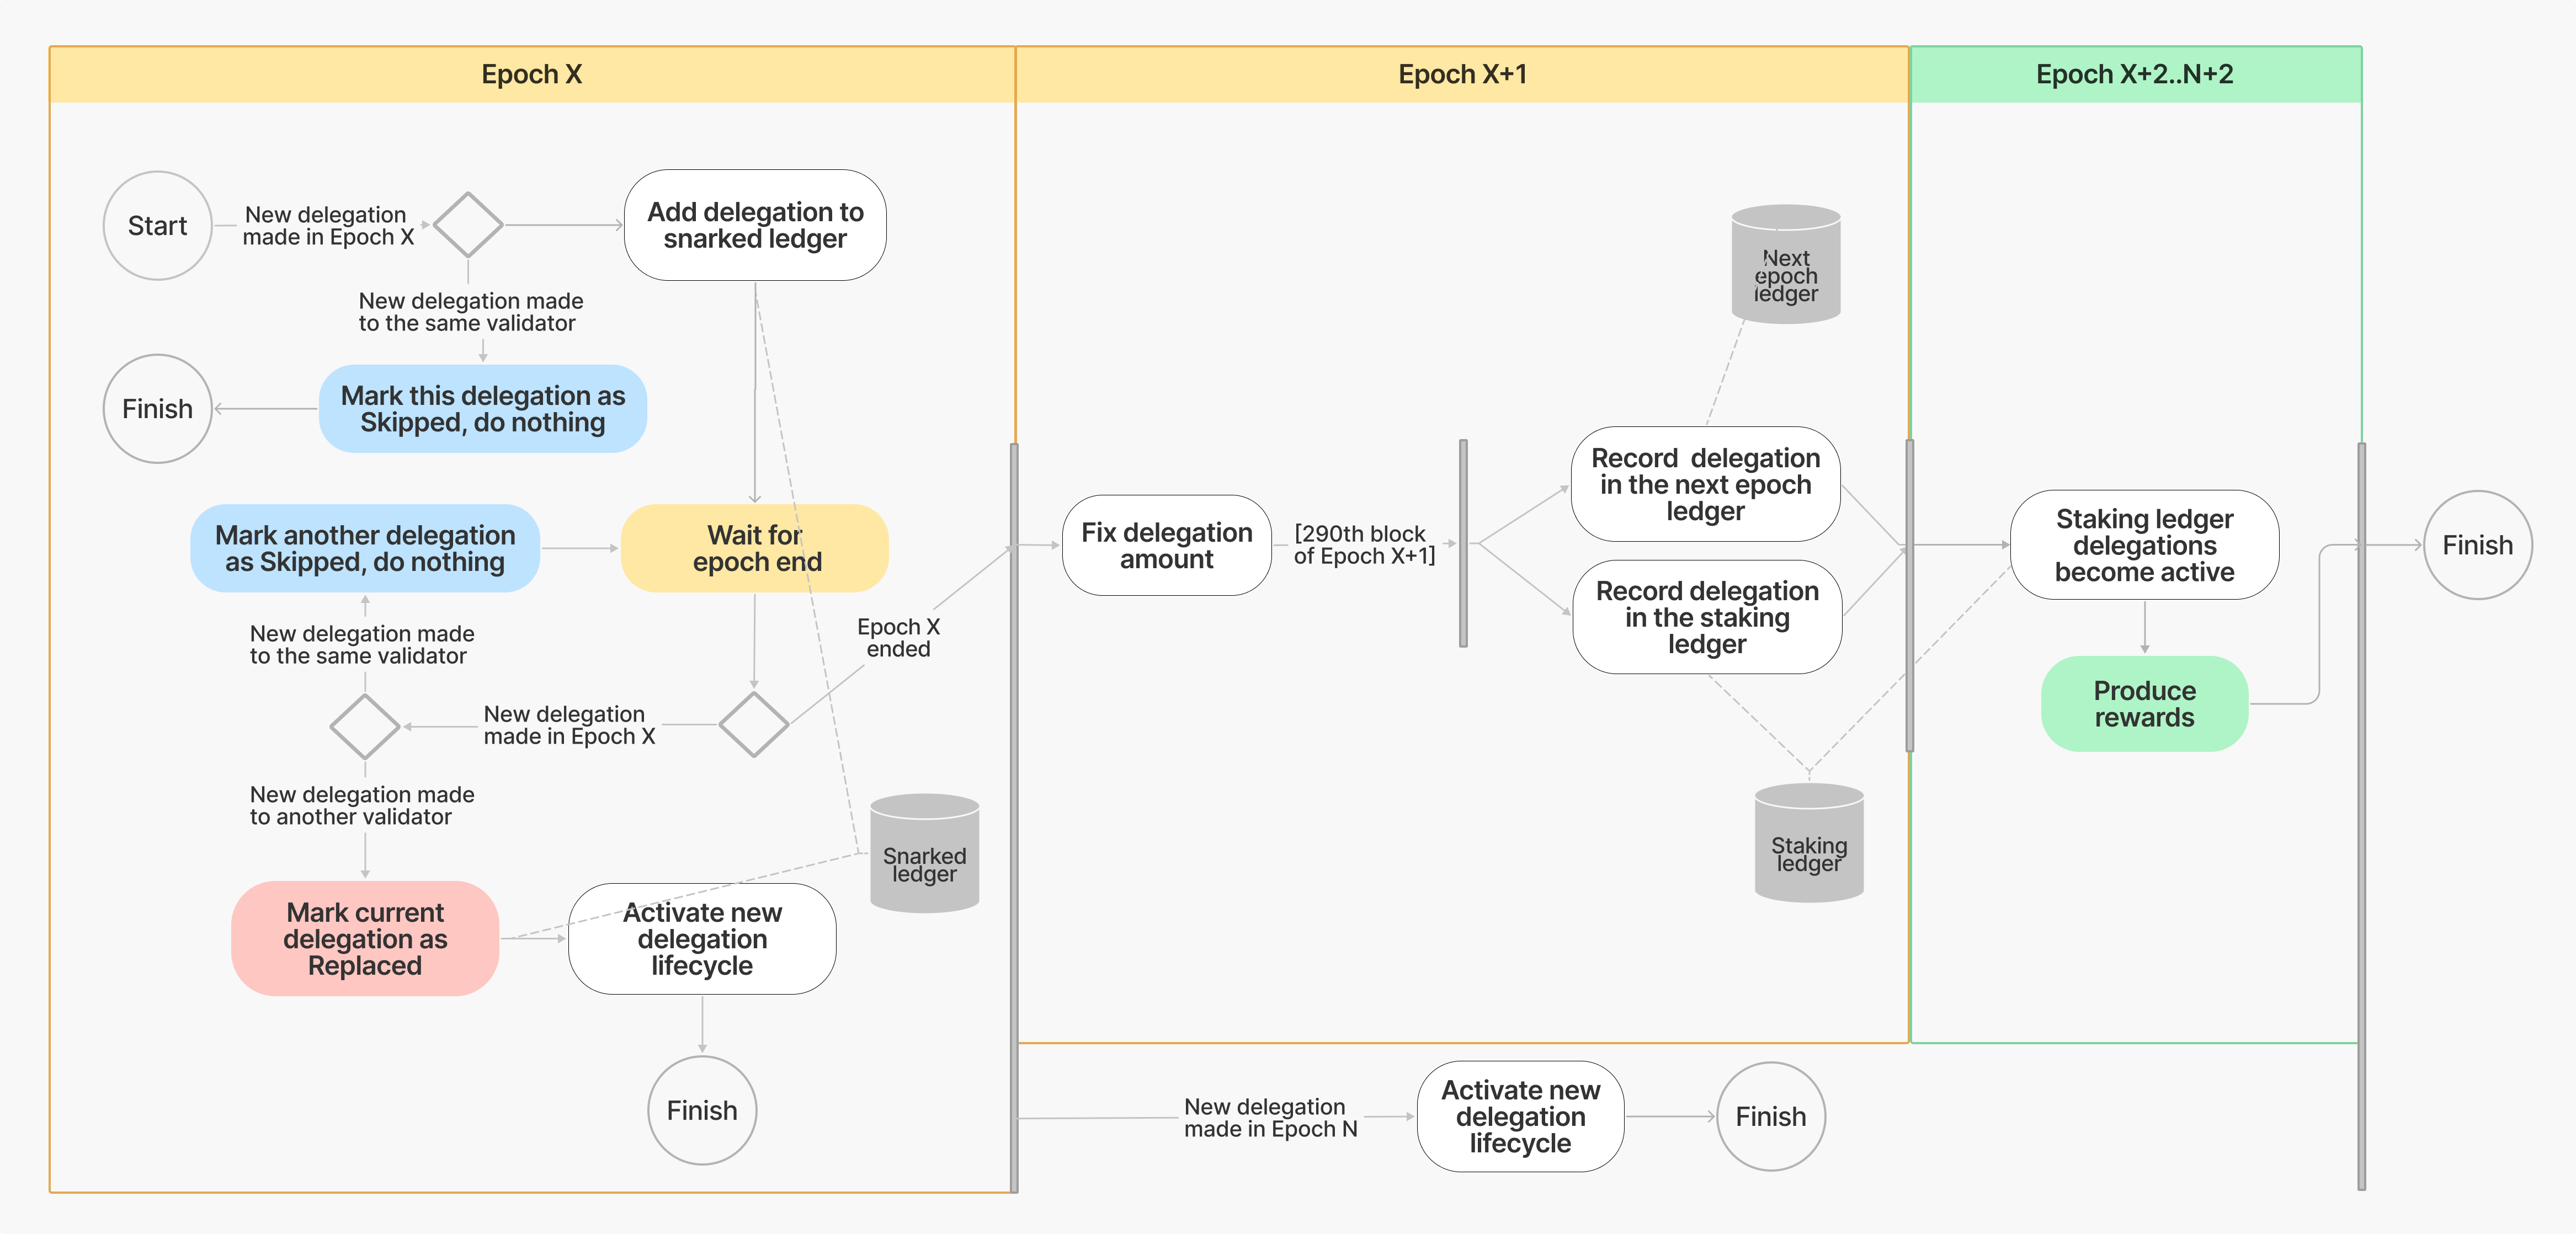 Epoch X
Epoch X+1
Epoch X+2..N+2
Start
New delegation
made in Epoch X
Add delegation to
snarked ledger
New delegation made
to the same validator
Finish
Mark this delegation as
Skipped, do nothing
Mark another delegation
as Skipped, do nothing
Wait for
epoch end
New delegation made
to the same validator
Epoch X
ended
New delegation
made in Epoch X
New delegation made
to another validator
Snarked
ledger
Mark current
delegation as
Replaced
Activate new
delegation
lifecycle
Finish
Next
epoch
ledger
Fix delegation
amount
[290th block
of Epoch X+1]
Record  delegation
in the next epoch
ledger
Record delegation
in the staking
ledger
Staking
ledger
Staking ledger
delegations
become active
Produce
rewards
Finish
New delegation
made in Epoch N
Activate new
delegation
lifecycle
Finish